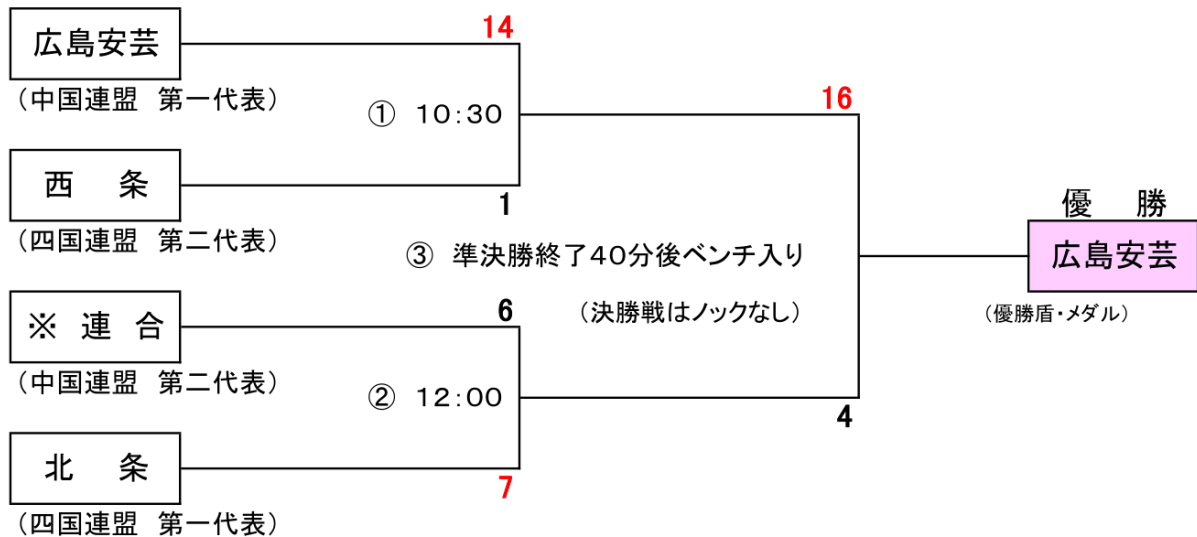 広島安芸
14
（中国連盟　第一代表）
①　10：30
16
西　条
1
（四国連盟　第二代表）
優　勝
③　準決勝終了40分後ベンチ入り
広島安芸
※ 連 合
6
（決勝戦はノックなし）
（優勝盾・メダル）
（中国連盟　第二代表）
②　12：00
4
北　条
7
（四国連盟　第一代表）